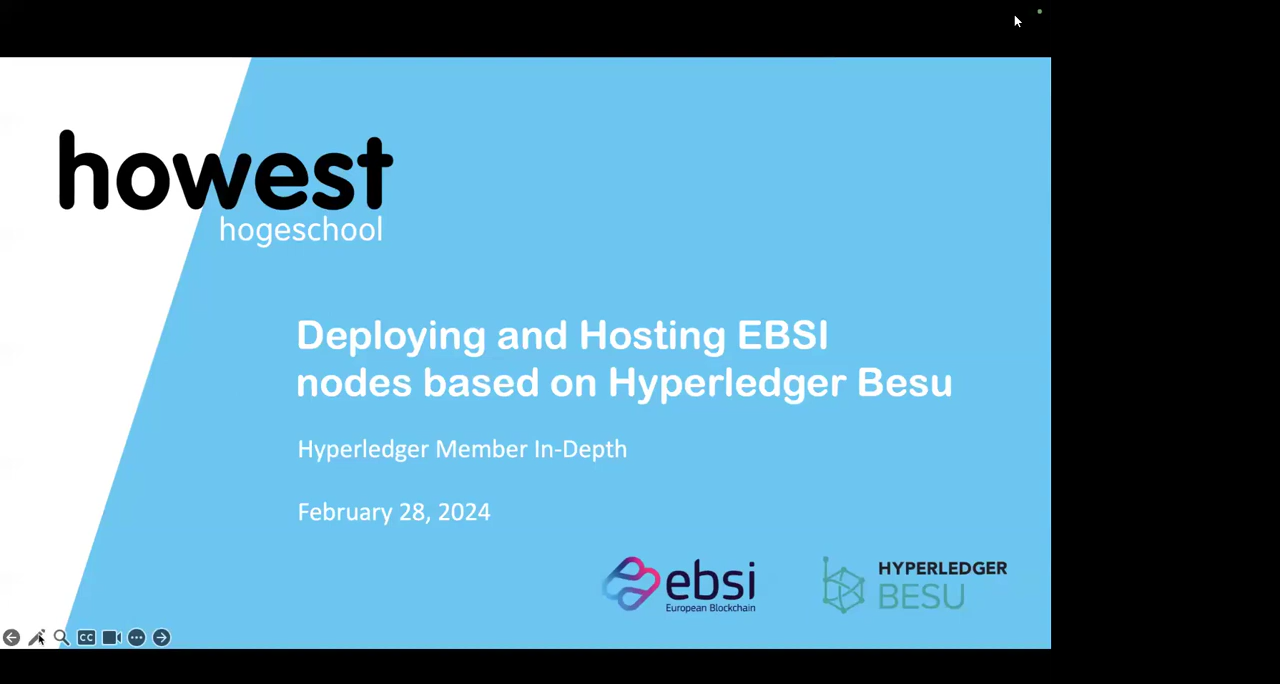 howest
hogeschool
Deploying and Hosting EBSI
nodes based on Hyperledger Besu
Hyperledger Member In-Depth
February 28, 2024
ebsi
European Blockchain
HYPERLEDGER
BESU
CC